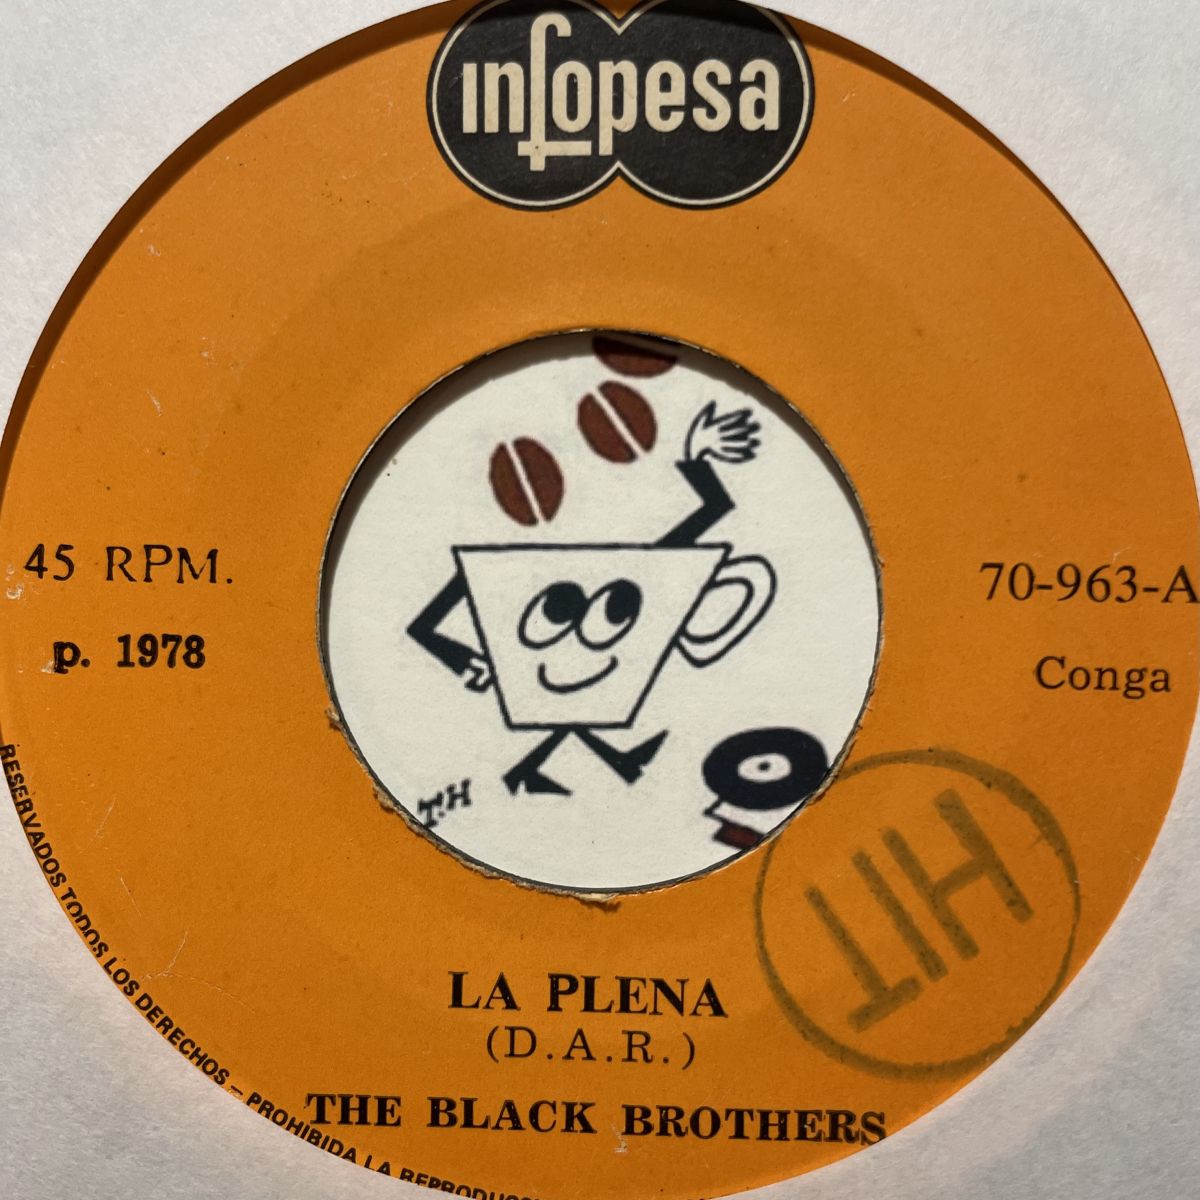 infopesa
45 RPM.
p. 1978
70-963-A
Conga
T.H
HIT
LA PLENA
(D.A.R.)
THE BLACK BROTHERS
RESERVADOS TODOS LOS DERECHOS – PROHIBIDA LA